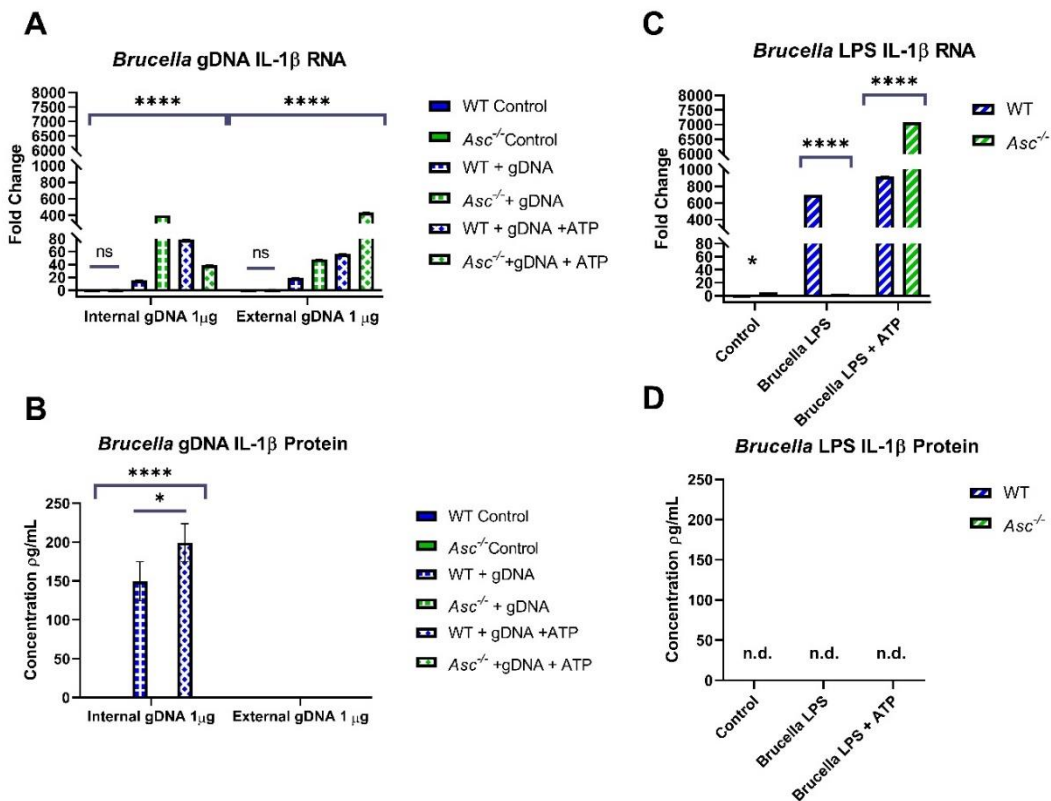 A
Brucella gDNA IL-1β RNA
8000
7500
7000
6500
6000
1000
800
600
400
200
80
60
40
20
0
Fold Change
****
****
ns
ns
Internal gDNA 1μg
External gDNA 1 μg
WT Control
Asc-/-Control
WT + gDNA
Asc-/-+ gDNA
WT + gDNA +ATP
Asc-/-+gDNA + ATP
C
Brucella LPS IL-1β RNA
8000
7500
7000
6500
6000
1000
800
600
400
200
80
60
40
20
0
Fold Change
*
****
****
Control
Brucella LPS
Brucella LPS + ATP
WT
Asc-/-
B
Brucella gDNA IL-1β Protein
250
200
150
100
50
0
Concentration ρg/mL
****
*
Internal gDNA 1μg
External gDNA 1 μg
WT Control
Asc-/-Control
WT + gDNA
Asc-/- + gDNA
WT + gDNA +ATP
Asc-/- +gDNA + ATP
D
Brucella LPS IL-1β Protein
250
200
150
100
50
0
Concentration ρg/mL
n.d.
n.d.
n.d.
Control
Brucella LPS
Brucella LPS + ATP
WT
Asc-/-